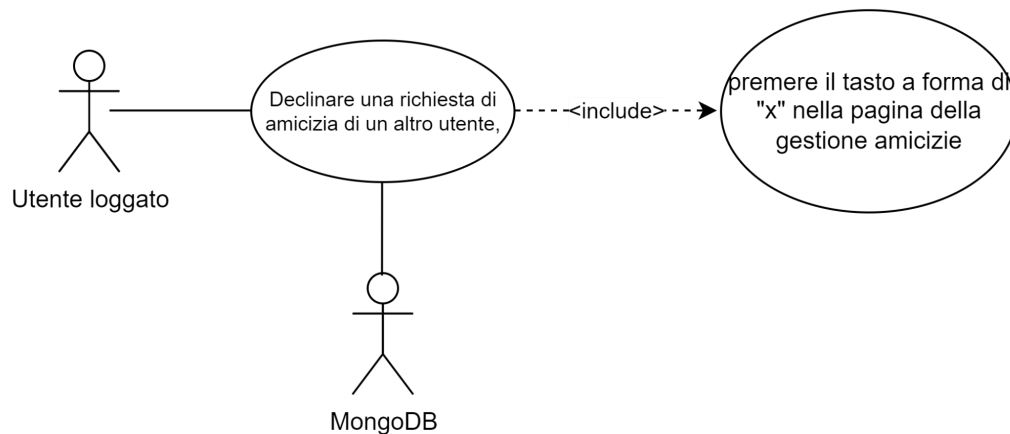 Declinare una richiesta di
amicizia di un altro utente,
<include>
premere il tasto a forma di
"x" nella pagina della
gestione amicizie
Utente loggato
MongoDB